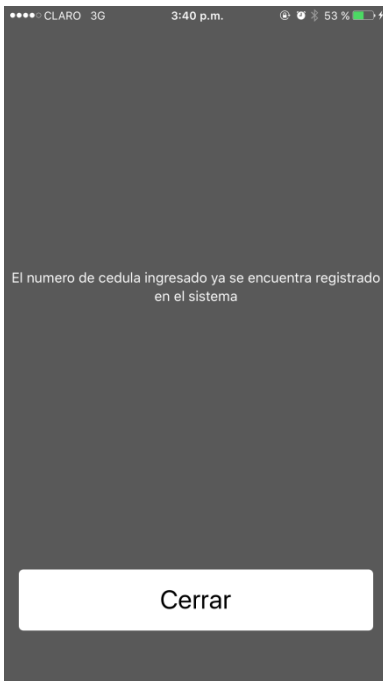 CLARO 3G 3:40 p.m. 53 %
El numero de cedula ingresado ya se encuentra registrado
en el sistema
Cerrar